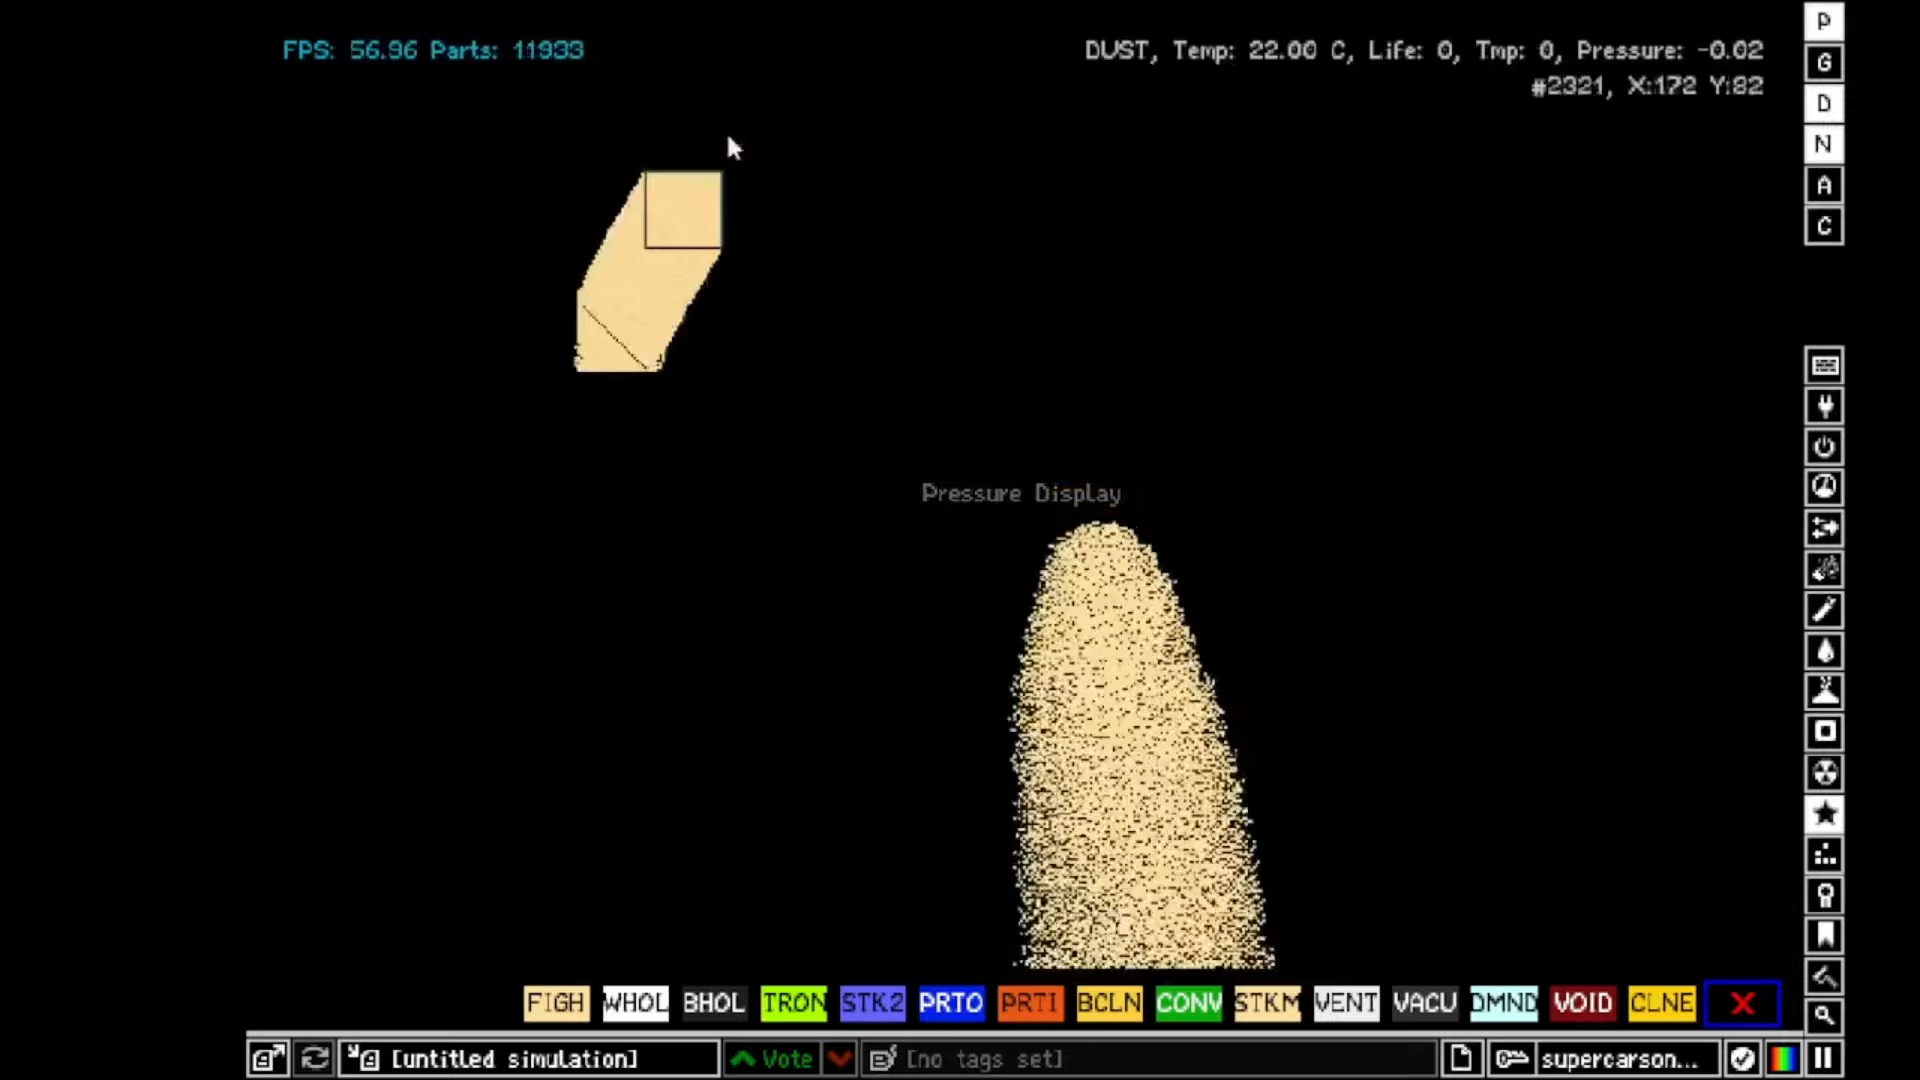 FPS: 56.96 Parts: 11933
DUST, Temp: 22.00 C, Life: 0, Tmp: 0, Pressure: -0.02
#2321, X:172 Y:82
P
G
D
N
A
C
Pressure Display
FIGH WHOL BHOL TRON STK2 PRTO PRTI BCLN CONV STKM VENT VACU DMND VOID CLNE X
[untitled simulation] Vote [no tags set] supercarson...